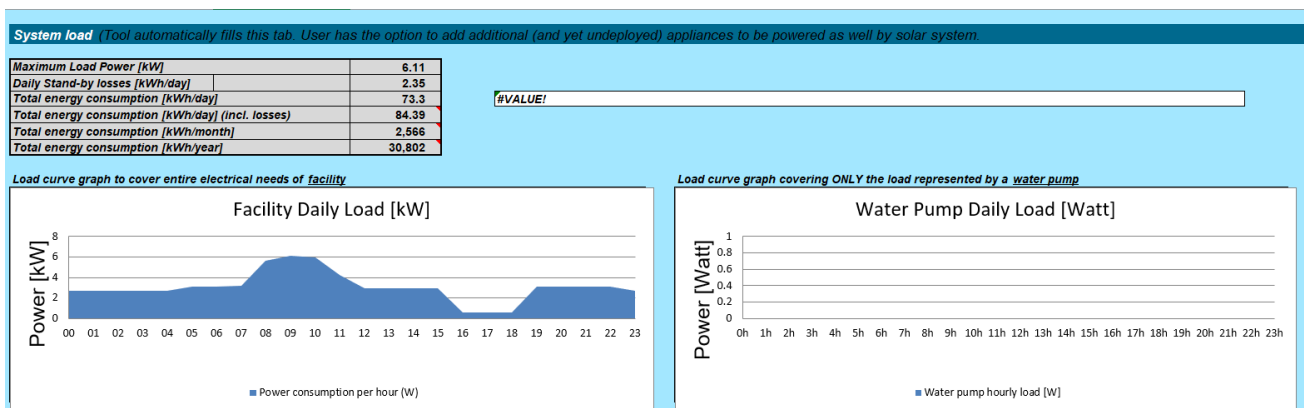 System load (Tool automatically fills this tab. User has the option to add additional (and yet undeployed) appliances to be powered as well by solar system.
Maximum Load Power [kW] 6.11
Daily Stand-by losses [kWh/day] 2.35
Total energy consumption [kWh/day] 73.3
#VALUE!
Total energy consumption [kWh/day] (incl. losses) 84.39
Total energy consumption [kWh/month] 2,566
Total energy consumption [kWh/year] 30,802
Load curve graph to cover entire electrical needs of facility
Facility Daily Load [kW]
Power [kW]
8
6
4
2
0
00 01 02 03 04 05 06 07 08 09 10 11 12 13 14 15 16 17 18 19 20 21 22 23
Power consumption per hour (W)
Load curve graph covering ONLY the load represented by a water pump
Water Pump Daily Load [Watt]
Power [Watt]
1
0.8
0.6
0.4
0.2
0
0h 1h 2h 3h 4h 5h 6h 7h 8h 9h 10h 11h 12h 13h 14h 15h 16h 17h 18h 19h 20h 21h 22h 23h
Water pump hourly load [W]